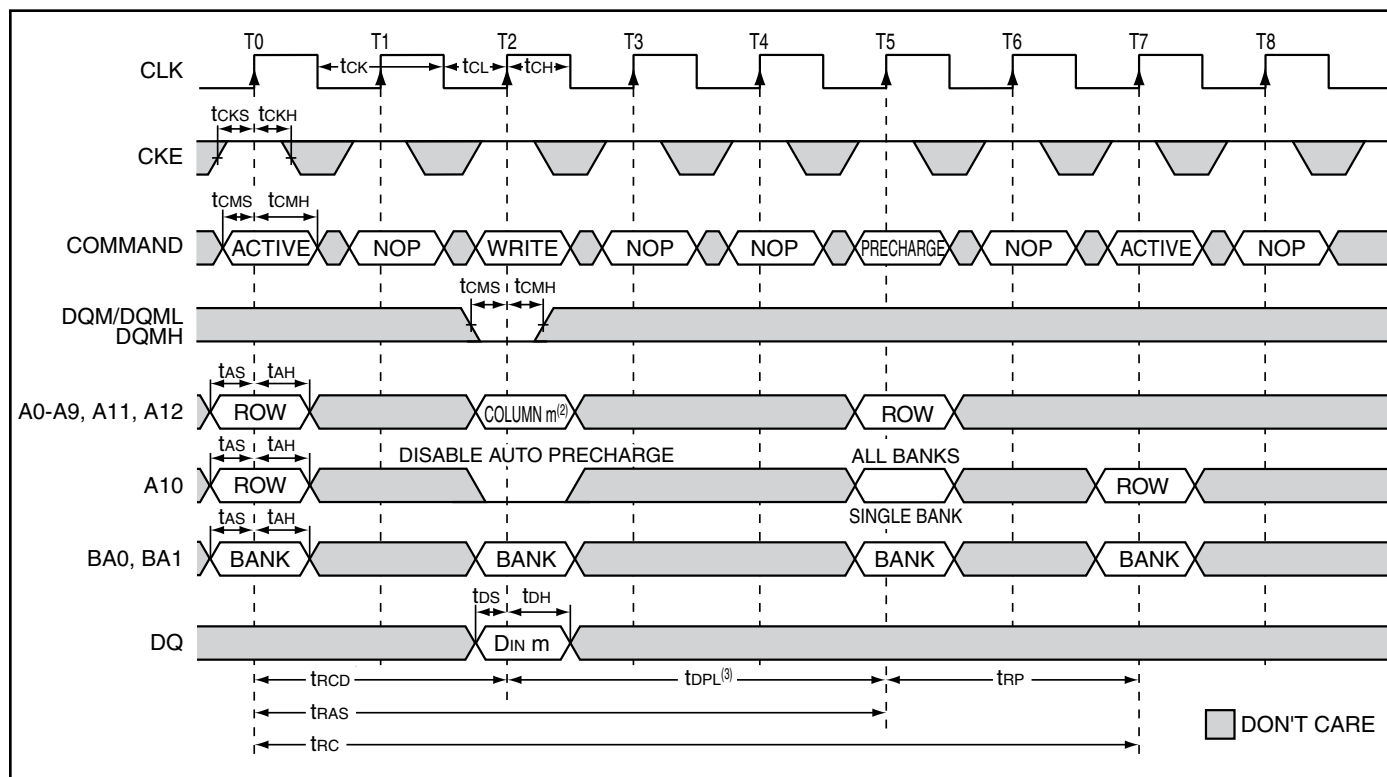 T0 T1 T2 T3 T4 T5 T6 T7 T8
CLK tCK tCL tCH
tCKS tCKH
CKE
tCMS tCMH
COMMAND ACTIVE NOP WRITE NOP NOP PRECHARGE NOP ACTIVE NOP
tCMS tCMH
DQM/DQML
DQMH
tAS tAH
A0-A9, A11, A12 ROW COLUMN m(2) ROW
tAS tAH DISABLE AUTO PRECHARGE ALL BANKS
A10 ROW ROW
tAS tAH SINGLE BANK
BA0, BA1 BANK BANK BANK BANK
tDS tDH
DQ DIN m
tRCD tDPL(3) tRP
tRAS
tRC
DON'T CARE